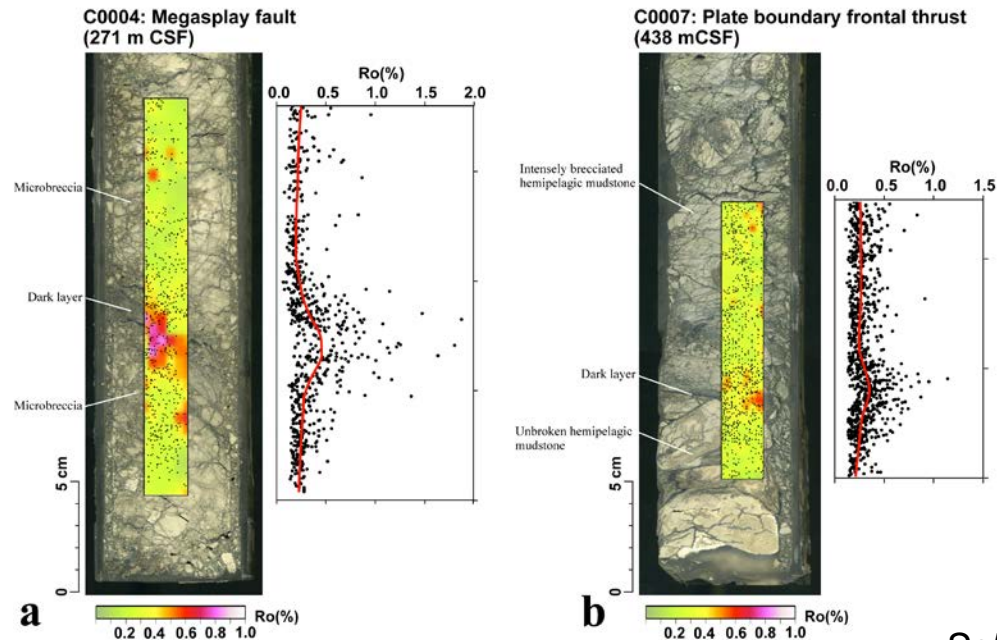 C0004: Megasplay fault
(271 m CSF)
Ro(%)
0.0 0.5 1.0 1.5 2.0
Microbreccia
Dark layer
Microbreccia
5 cm
0
a
Ro(%)
0.2 0.4 0.6 0.8 1.0
C0007: Plate boundary frontal thrust
(438 mCSF)
Ro(%)
0.0 0.5 1.0 1.5
Intensely brecciated
hemipelagic mudstone
Dark layer
Unbroken hemipelagic
mudstone
5 cm
0
b
Ro(%)
0.2 0.4 0.6 0.8 1.0